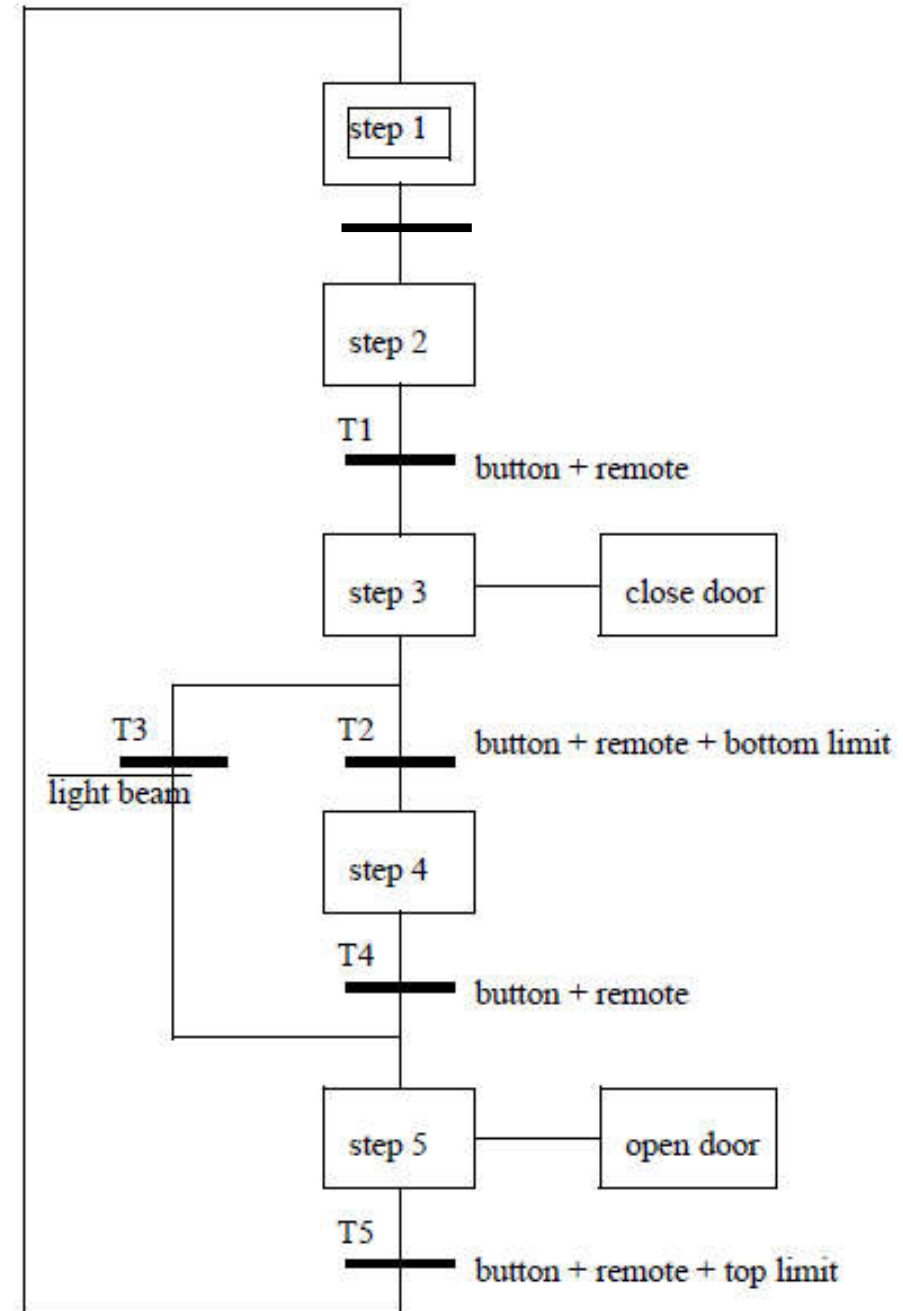 step 1
step 2
T1
button + remote
step 3
close door
T3
T2
button + remote + bottom limit
light beam
step 4
T4
button + remote
step 5
open door
T5
button + remote + top limit